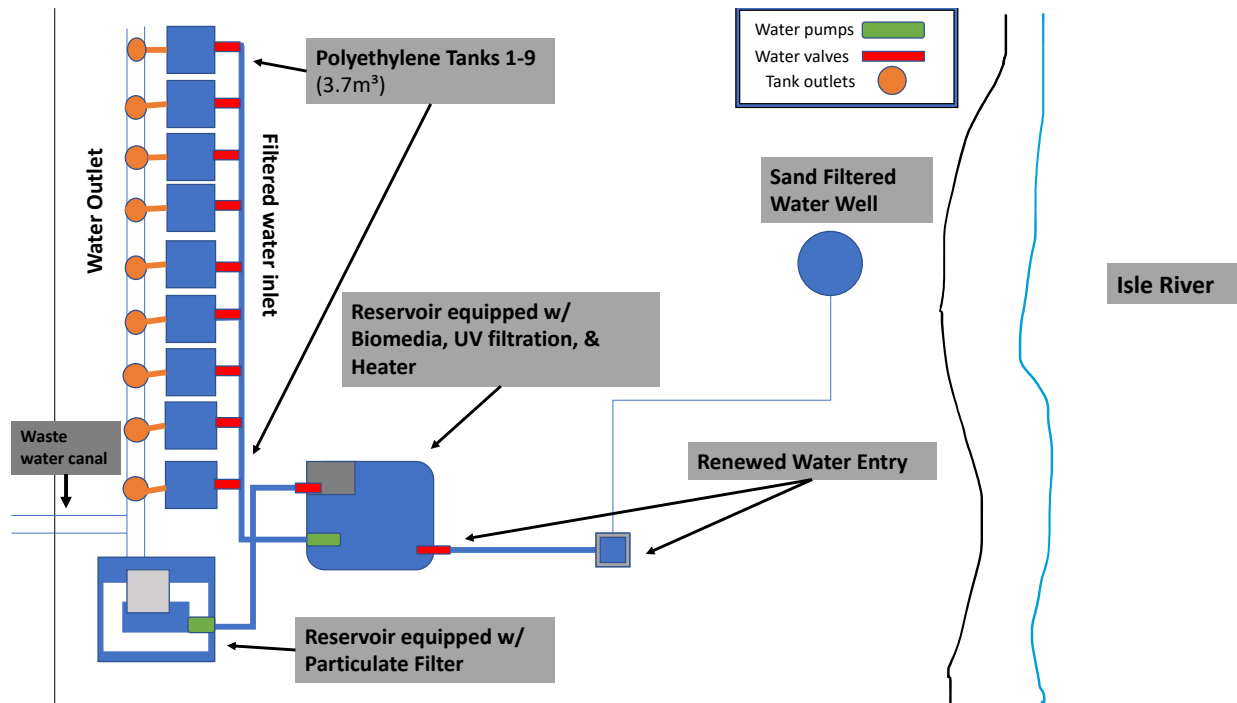 Water pumps
Water valves
Tank outlets
Polyethylene Tanks 1-9
(3.7m³)
Water Outlet
Filtered water inlet
Sand Filtered
Water Well
Isle River
Reservoir equipped w/
Biomedia, UV filtration, &
Heater
Waste
water canal
Renewed Water Entry
Reservoir equipped w/
Particulate Filter